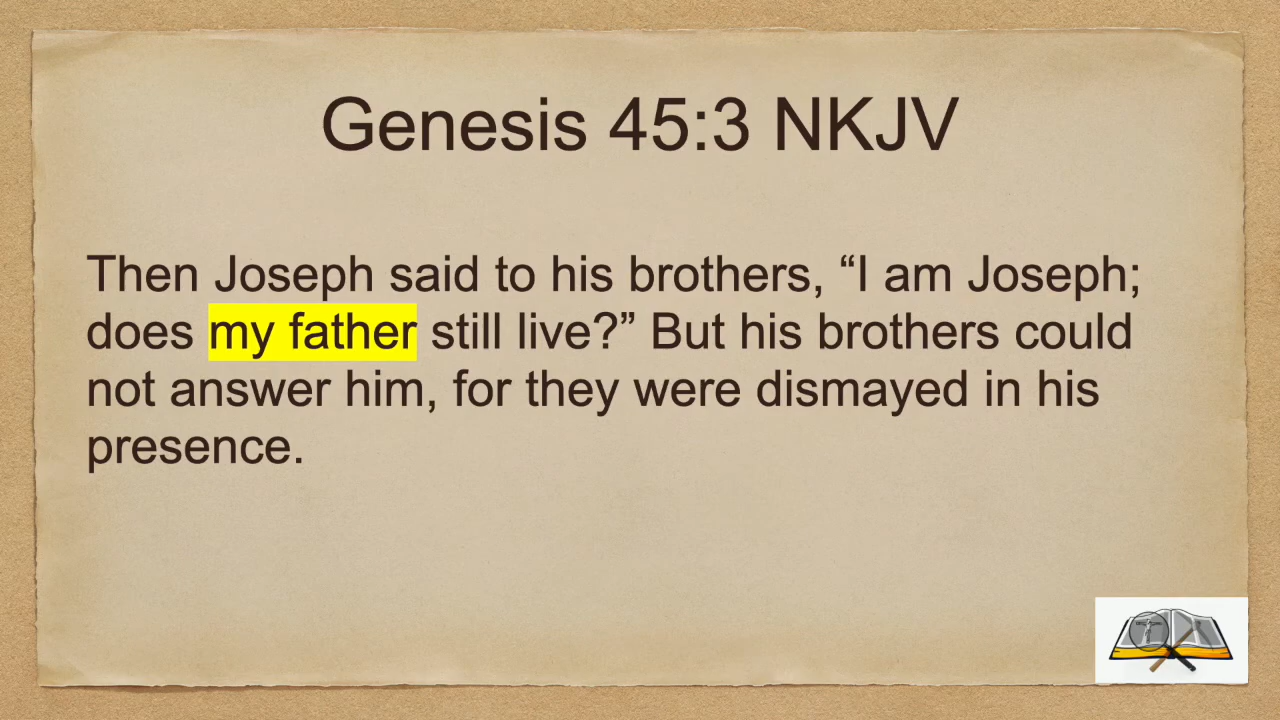 Genesis 45:3 NKJV
Then Joseph said to his brothers, “I am Joseph;
does my father still live?” But his brothers could
not answer him, for they were dismayed in his
presence.